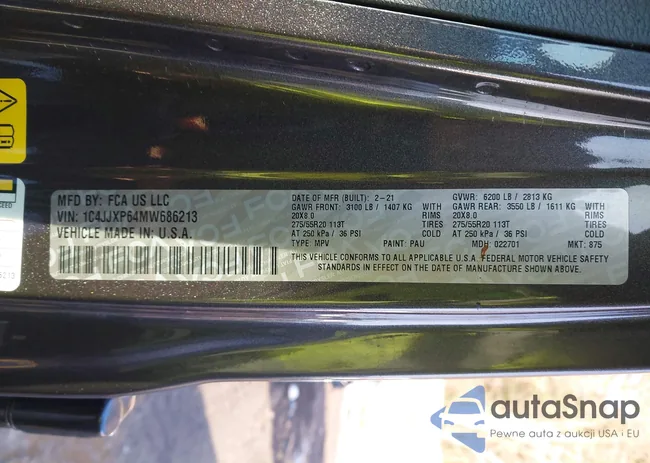 MFD BY: FCA US LLC
VIN: 1C4JJXP64MW686213
VEHICLE MADE IN: U.S.A.
DATE OF MFR (BUILT): 2-21
GAWR FRONT: 3100 LB / 1407 KG
20X8.0 RIMS
275/55R20 113T TIRES
AT 250 kPa / 36 PSI COLD
TYPE: MPV PAINT: PAU
GVWR: 6200 LB / 2813 KG
GAWR REAR: 3550 LB / 1611 KG
20X8.0 RIMS
275/55R20 113T TIRES
AT 250 kPa / 36 PSI COLD
MDH: 022701 MKT: 875
THIS VEHICLE CONFORMS TO ALL APPLICABLE U.S.A. FEDERAL MOTOR VEHICLE SAFETY
STANDARDS IN EFFECT ON THE DATE OF MANUFACTURE SHOWN ABOVE.
6213
autaSnap
Pewne auta z aukcji USA i EU